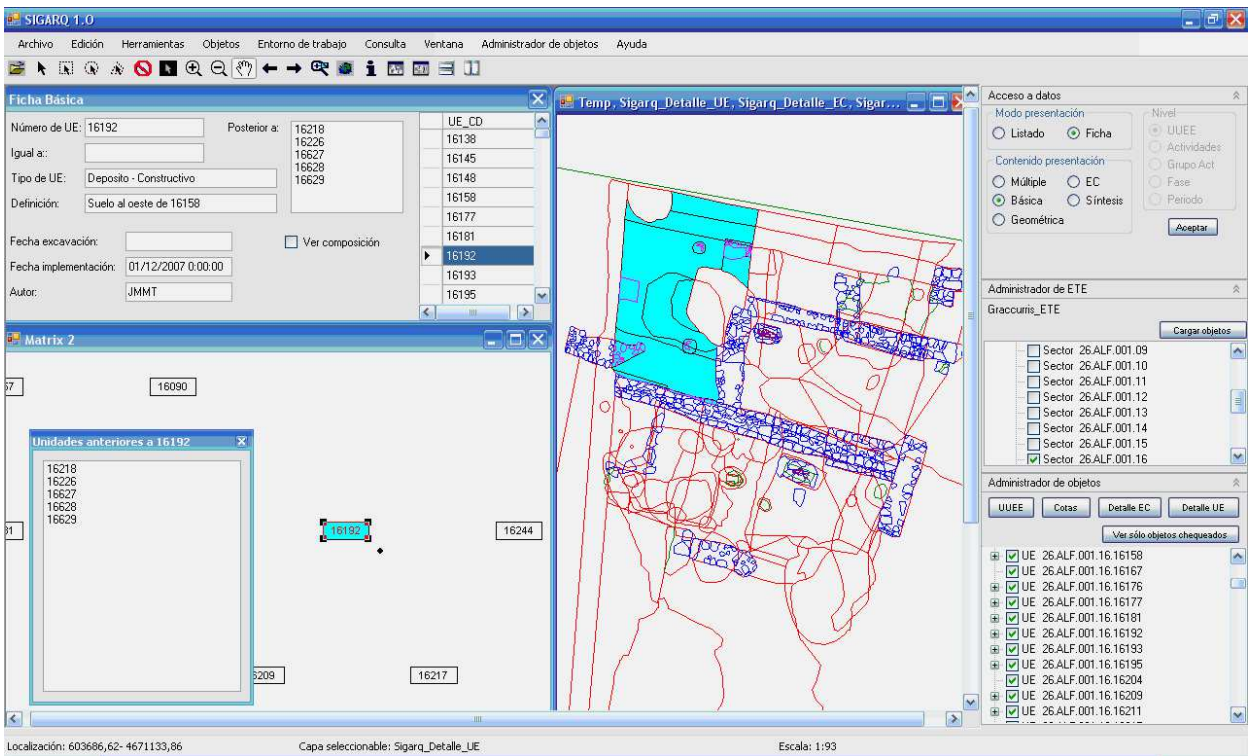 SIGARQ 1.0
Archivo Edición Herramientas Objetos Entorno de trabajo Consulta Ventana Administrador de objetos Ayuda
Ficha Básica
Número de UE: 16192
Igual a::
Tipo de UE: Deposito - Constructivo
Definición: Suelo al oeste de 16158
Fecha excavación:
Fecha implementación: 01/12/2007 0:00:00
Autor: JMMT
Posterior a:
16218
16226
16627
16628
16629
Ver composición
UE_CD
16138
16145
16148
16158
16177
16181
16192
16193
16195
Matrix 2
16090
16192
16244
16217
Unidades anteriores a 16192
16218
16226
16627
16628
16629
Temp, Sigarq_Detalle_UE, Sigarq_Detalle_EC, Sigar...
Acceso a datos
Modo presentación
Listado Ficha
Contenido presentación
Múltiple EC
Básica Síntesis
Geométrica
Nivel
UUEE
Actividades
Grupo Act
Fase
Periodo
Aceptar
Administrador de ETE
Graccurris_ETE
Cargar objetos
Sector 26.ALF.001.09
Sector 26.ALF.001.10
Sector 26.ALF.001.11
Sector 26.ALF.001.12
Sector 26.ALF.001.13
Sector 26.ALF.001.14
Sector 26.ALF.001.15
Sector 26.ALF.001.16
Administrador de objetos
UUEE Cotas Detalle EC Detalle UE
Ver sólo objetos chequeados
UE 26.ALF.001.16.16158
UE 26.ALF.001.16.16167
UE 26.ALF.001.16.16176
UE 26.ALF.001.16.16177
UE 26.ALF.001.16.16181
UE 26.ALF.001.16.16192
UE 26.ALF.001.16.16193
UE 26.ALF.001.16.16195
UE 26.ALF.001.16.16204
UE 26.ALF.001.16.16209
UE 26.ALF.001.16.16211
Localización: 603686,62- 4671133,86 Capa seleccionable: Sigarq_Detalle_UE Escala: 1:93